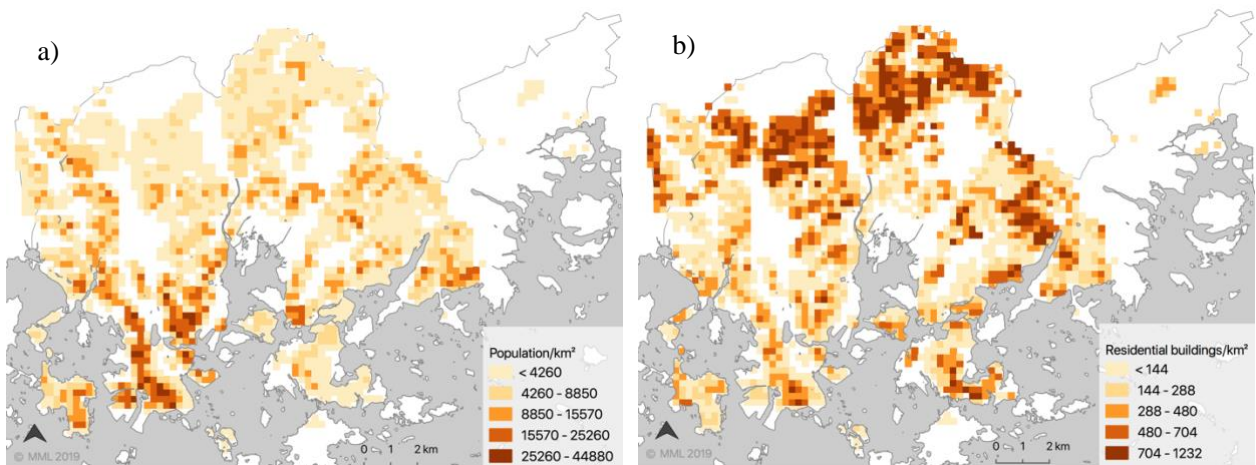 a)
Population/km²
< 4260
4260 - 8850
8850 - 15570
15570 - 25260
25260 - 44880
0 1 2 km
© MML 2019
b)
Residential buildings/km²
< 144
144 - 288
288 - 480
480 - 704
704 - 1232
0 1 2 km
© MML 2019